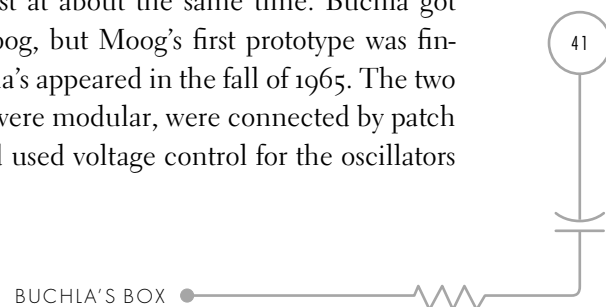 st at about the same time. Buchla got
oog, but Moog's first prototype was fin-
a's appeared in the fall of 1965. The two
were modular, were connected by patch
l used voltage control for the oscillators
41
BUCHLA'S BOX